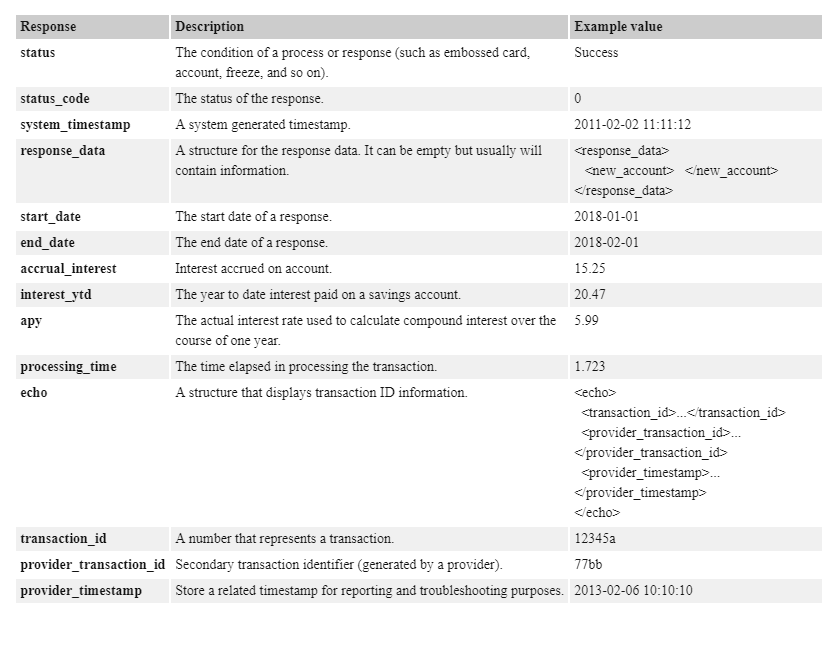 Response Description Example value
status The condition of a process or response (such as embossed card, Success
account, freeze, and so on).
status_code The status of the response. 0
system_timestamp A system generated timestamp. 2011-02-02 11:11:12
response_data A structure for the response data. It can be empty but usually will <response_data>
contain information. <new_account> </new_account>
</response_data>
start_date The start date of a response. 2018-01-01
end_date The end date of a response. 2018-02-01
accrual_interest Interest accrued on account. 15.25
interest_ytd The year to date interest paid on a savings account. 20.47
apy The actual interest rate used to calculate compound interest over the 5.99
course of one year.
processing_time The time elapsed in processing the transaction. 1.723
echo A structure that displays transaction ID information. <echo>
<transaction_id>...</transaction_id>
<provider_transaction_id>...
</provider_transaction_id>
<provider_timestamp>...
</provider_timestamp>
</echo>
transaction_id A number that represents a transaction. 12345a
provider_transaction_id Secondary transaction identifier (generated by a provider). 77bb
provider_timestamp Store a related timestamp for reporting and troubleshooting purposes. 2013-02-06 10:10:10